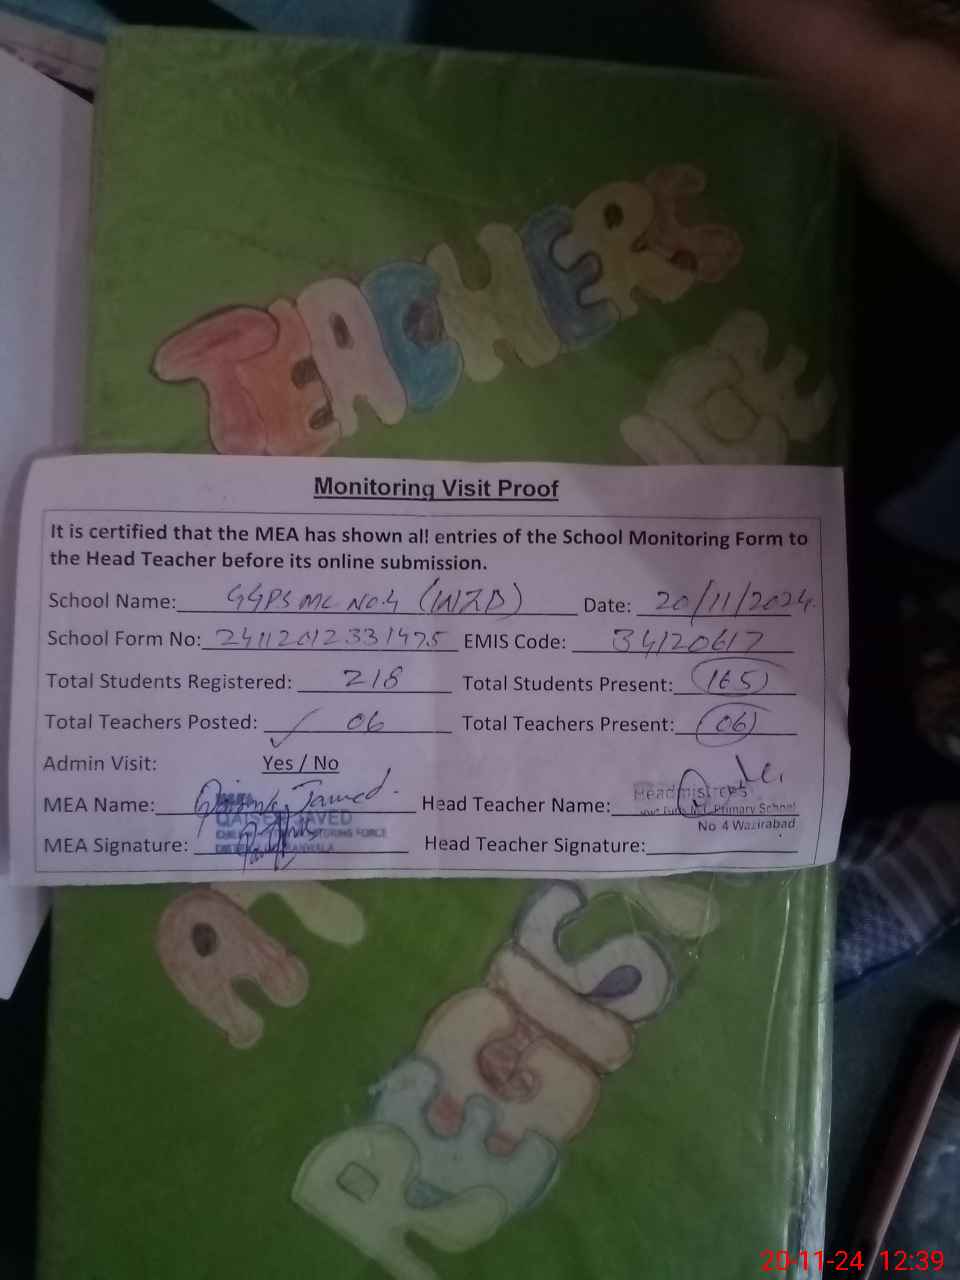 TEACHERS
Monitoring Visit Proof
It is certified that the MEA has shown all entries of the School Monitoring Form to
the Head Teacher before its online submission.
School Name: GGPS MC No.4 (WZD) Date: 20/11/2024
School Form No: 24112012331475 EMIS Code: 34120617
Total Students Registered: 218 Total Students Present: 165
Total Teachers Posted: 06 Total Teachers Present: 06
Admin Visit: Yes / No
MEA Name: Javed Head Teacher Name: Headmistress
JAVED Primary School
No 4 Wazirabad
MEA Signature: Head Teacher Signature:
20-11-24 12:39